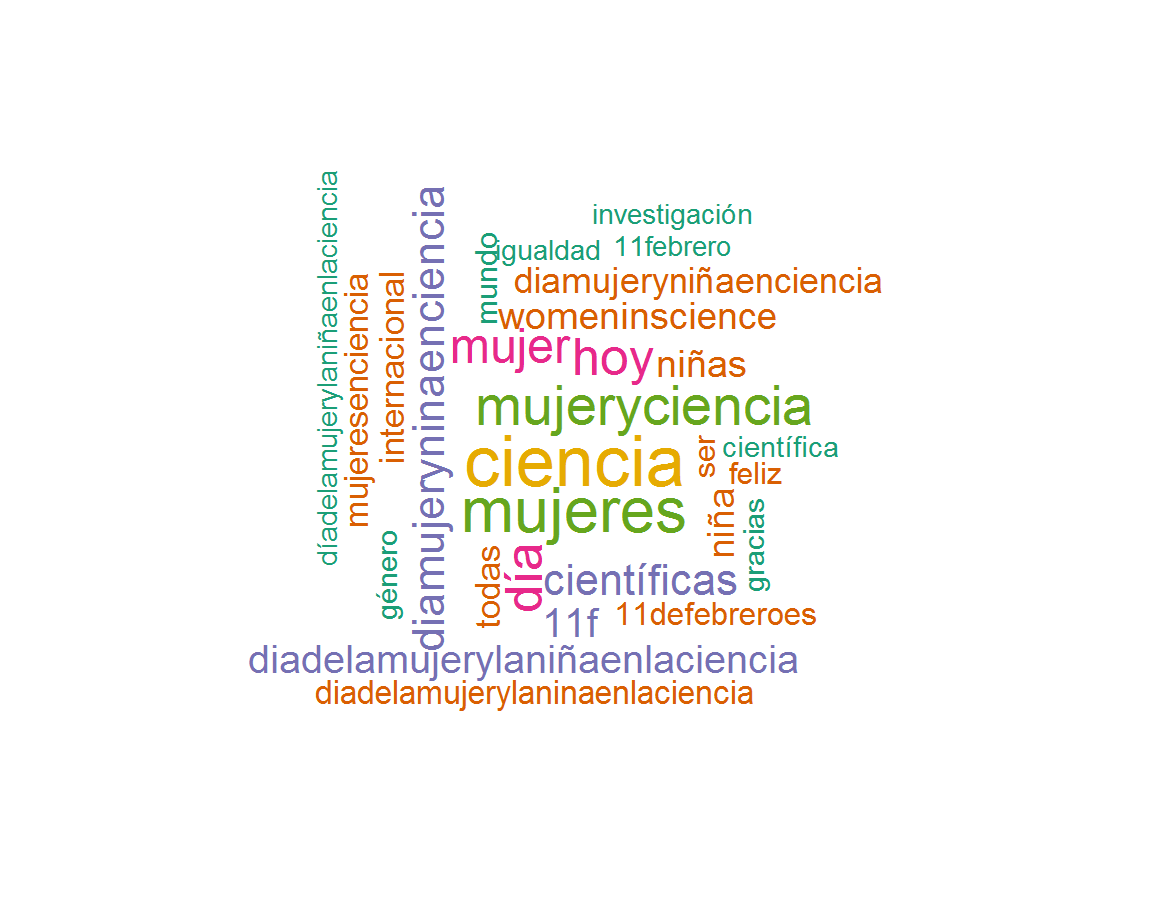 díadelamujerylaniñaenlaciencia
mujeresenciencia
internacional
género
diamujeryninaenciencia
investigación
mundo
igualdad
11febrero
diamujeryniñaenciencia
womeninscience
mujer
hoy
niñas
mujeryciencia
ciencia
ser
científica
feliz
mujeres
niña
gracias
todas
día
científicas
11f
11defebreroes
diadelamujerylaniñaenlaciencia
diadelamujerylaninaenlaciencia